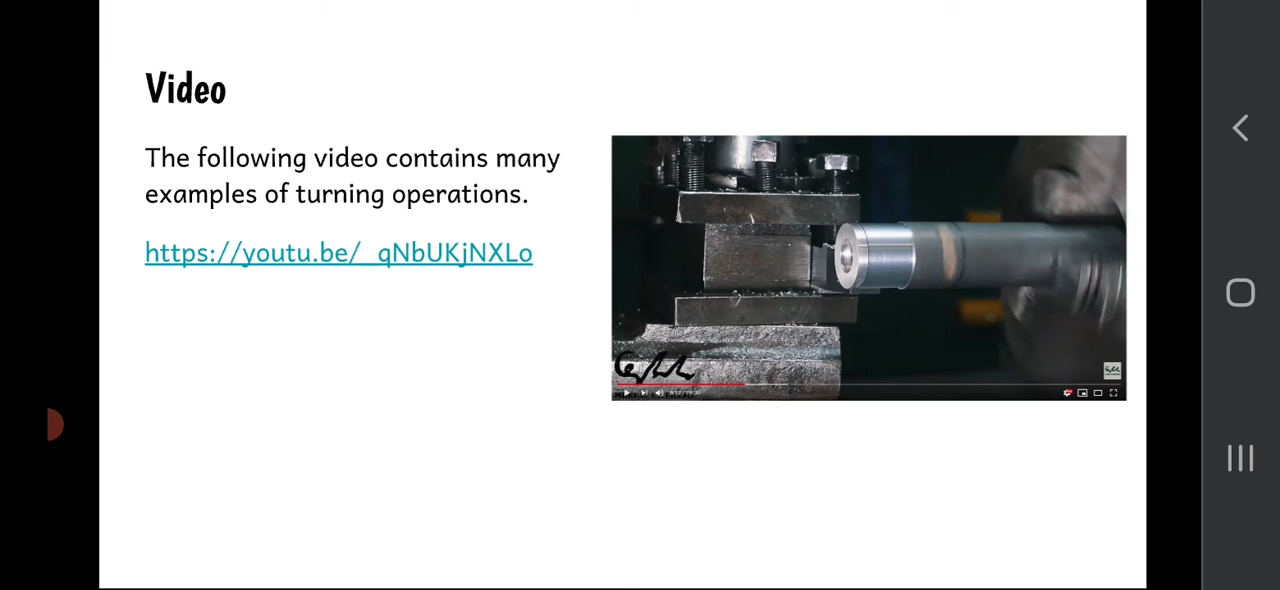 Video
The following video contains many
examples of turning operations.
https://youtu.be/_qNbUKjNXLo